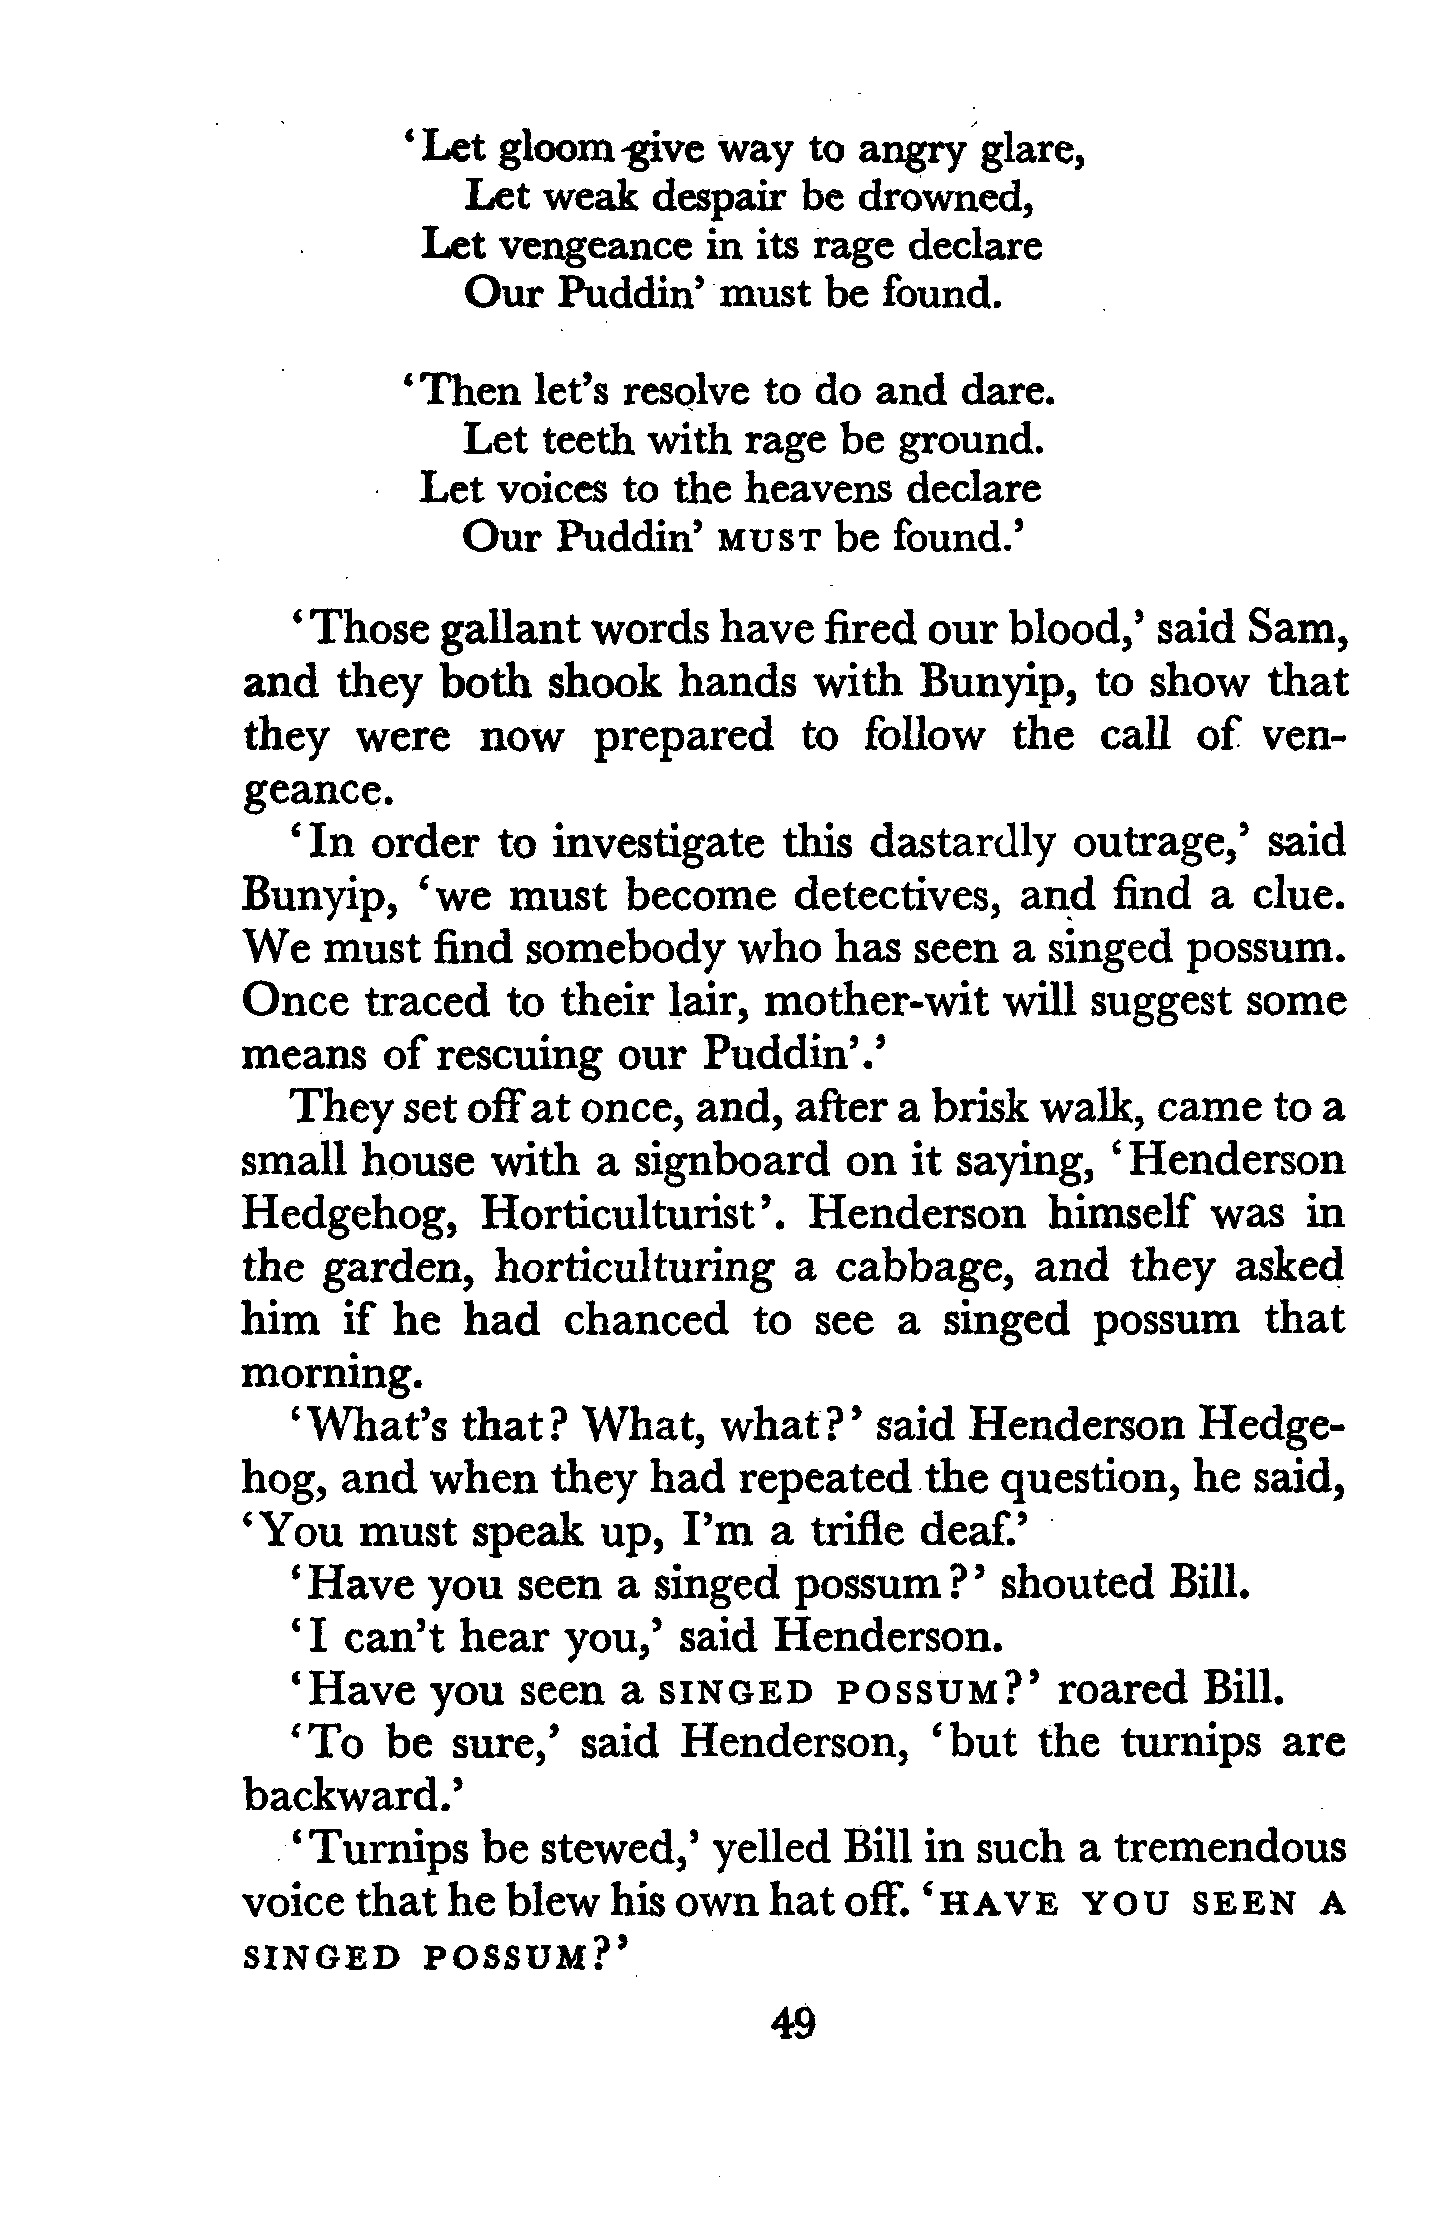 ‘Let gloom give way to angry glare,
Let weak despair be drowned,
Let vengeance in its rage declare
Our Puddin’ must be found.

‘Then let’s resolve to do and dare.
Let teeth with rage be ground.
Let voices to the heavens declare
Our Puddin’ MUST be found.’

‘Those gallant words have fired our blood,’ said Sam,
and they both shook hands with Bunyip, to show that
they were now prepared to follow the call of ven-
geance.
‘In order to investigate this dastardly outrage,’ said
Bunyip, ‘we must become detectives, and find a clue.
We must find somebody who has seen a singed possum.
Once traced to their lair, mother-wit will suggest some
means of rescuing our Puddin’.’
They set off at once, and, after a brisk walk, came to a
small house with a signboard on it saying, ‘Henderson
Hedgehog, Horticulturist’. Henderson himself was in
the garden, horticulturing a cabbage, and they asked
him if he had chanced to see a singed possum that
morning.
‘What’s that? What, what?’ said Henderson Hedge-
hog, and when they had repeated the question, he said,
‘You must speak up, I’m a trifle deaf.’
‘Have you seen a singed possum?’ shouted Bill.
‘I can’t hear you,’ said Henderson.
‘Have you seen a SINGED POSSUM?’ roared Bill.
‘To be sure,’ said Henderson, ‘but the turnips are
backward.’
‘Turnips be stewed,’ yelled Bill in such a tremendous
voice that he blew his own hat off. ‘HAVE YOU SEEN A
SINGED POSSUM?’
49